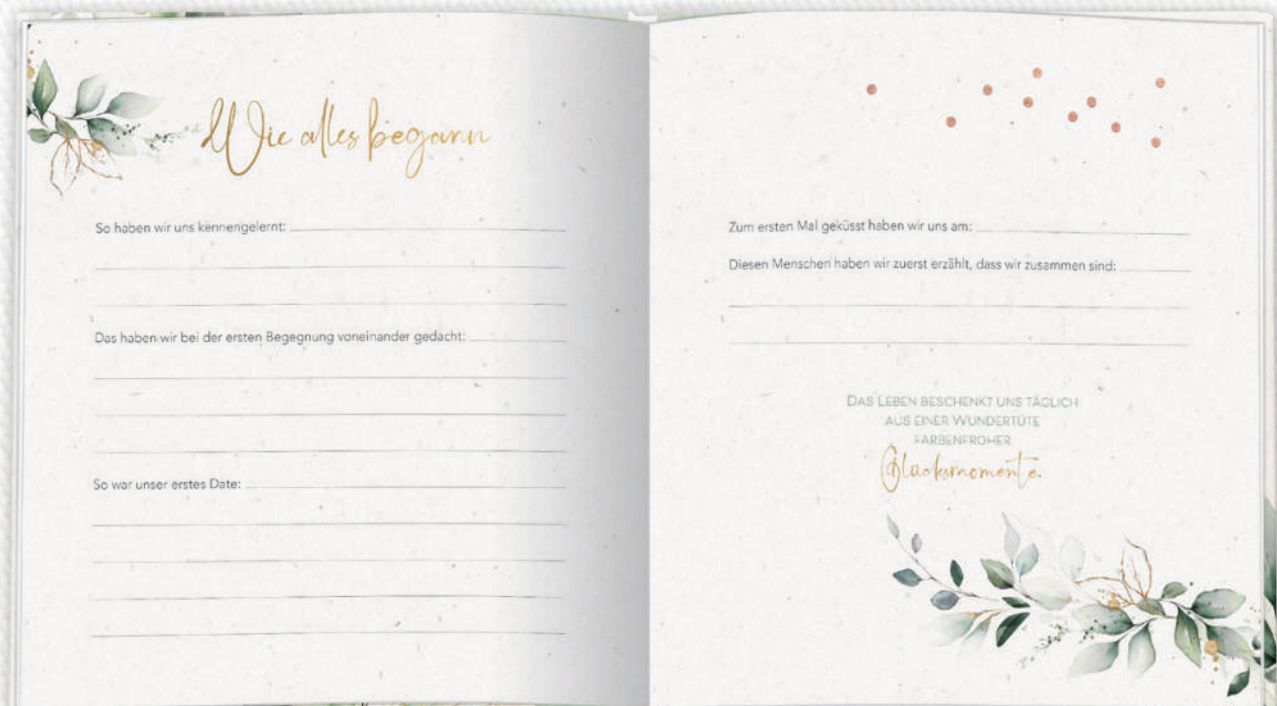 Wie alles begann
So haben wir uns kennengelernt:
Das haben wir bei der ersten Begegnung voneinander gedacht:
So war unser erstes Date:
Zum ersten Mal geküsst haben wir uns am:
Diesen Menschen haben wir zuerst erzählt, dass wir zusammen sind:
DAS LEBEN BESCHENKT UNS TÄGLICH
AUS EINER WUNDERTÜTE
FARBENFROHER
Glücksmomente.